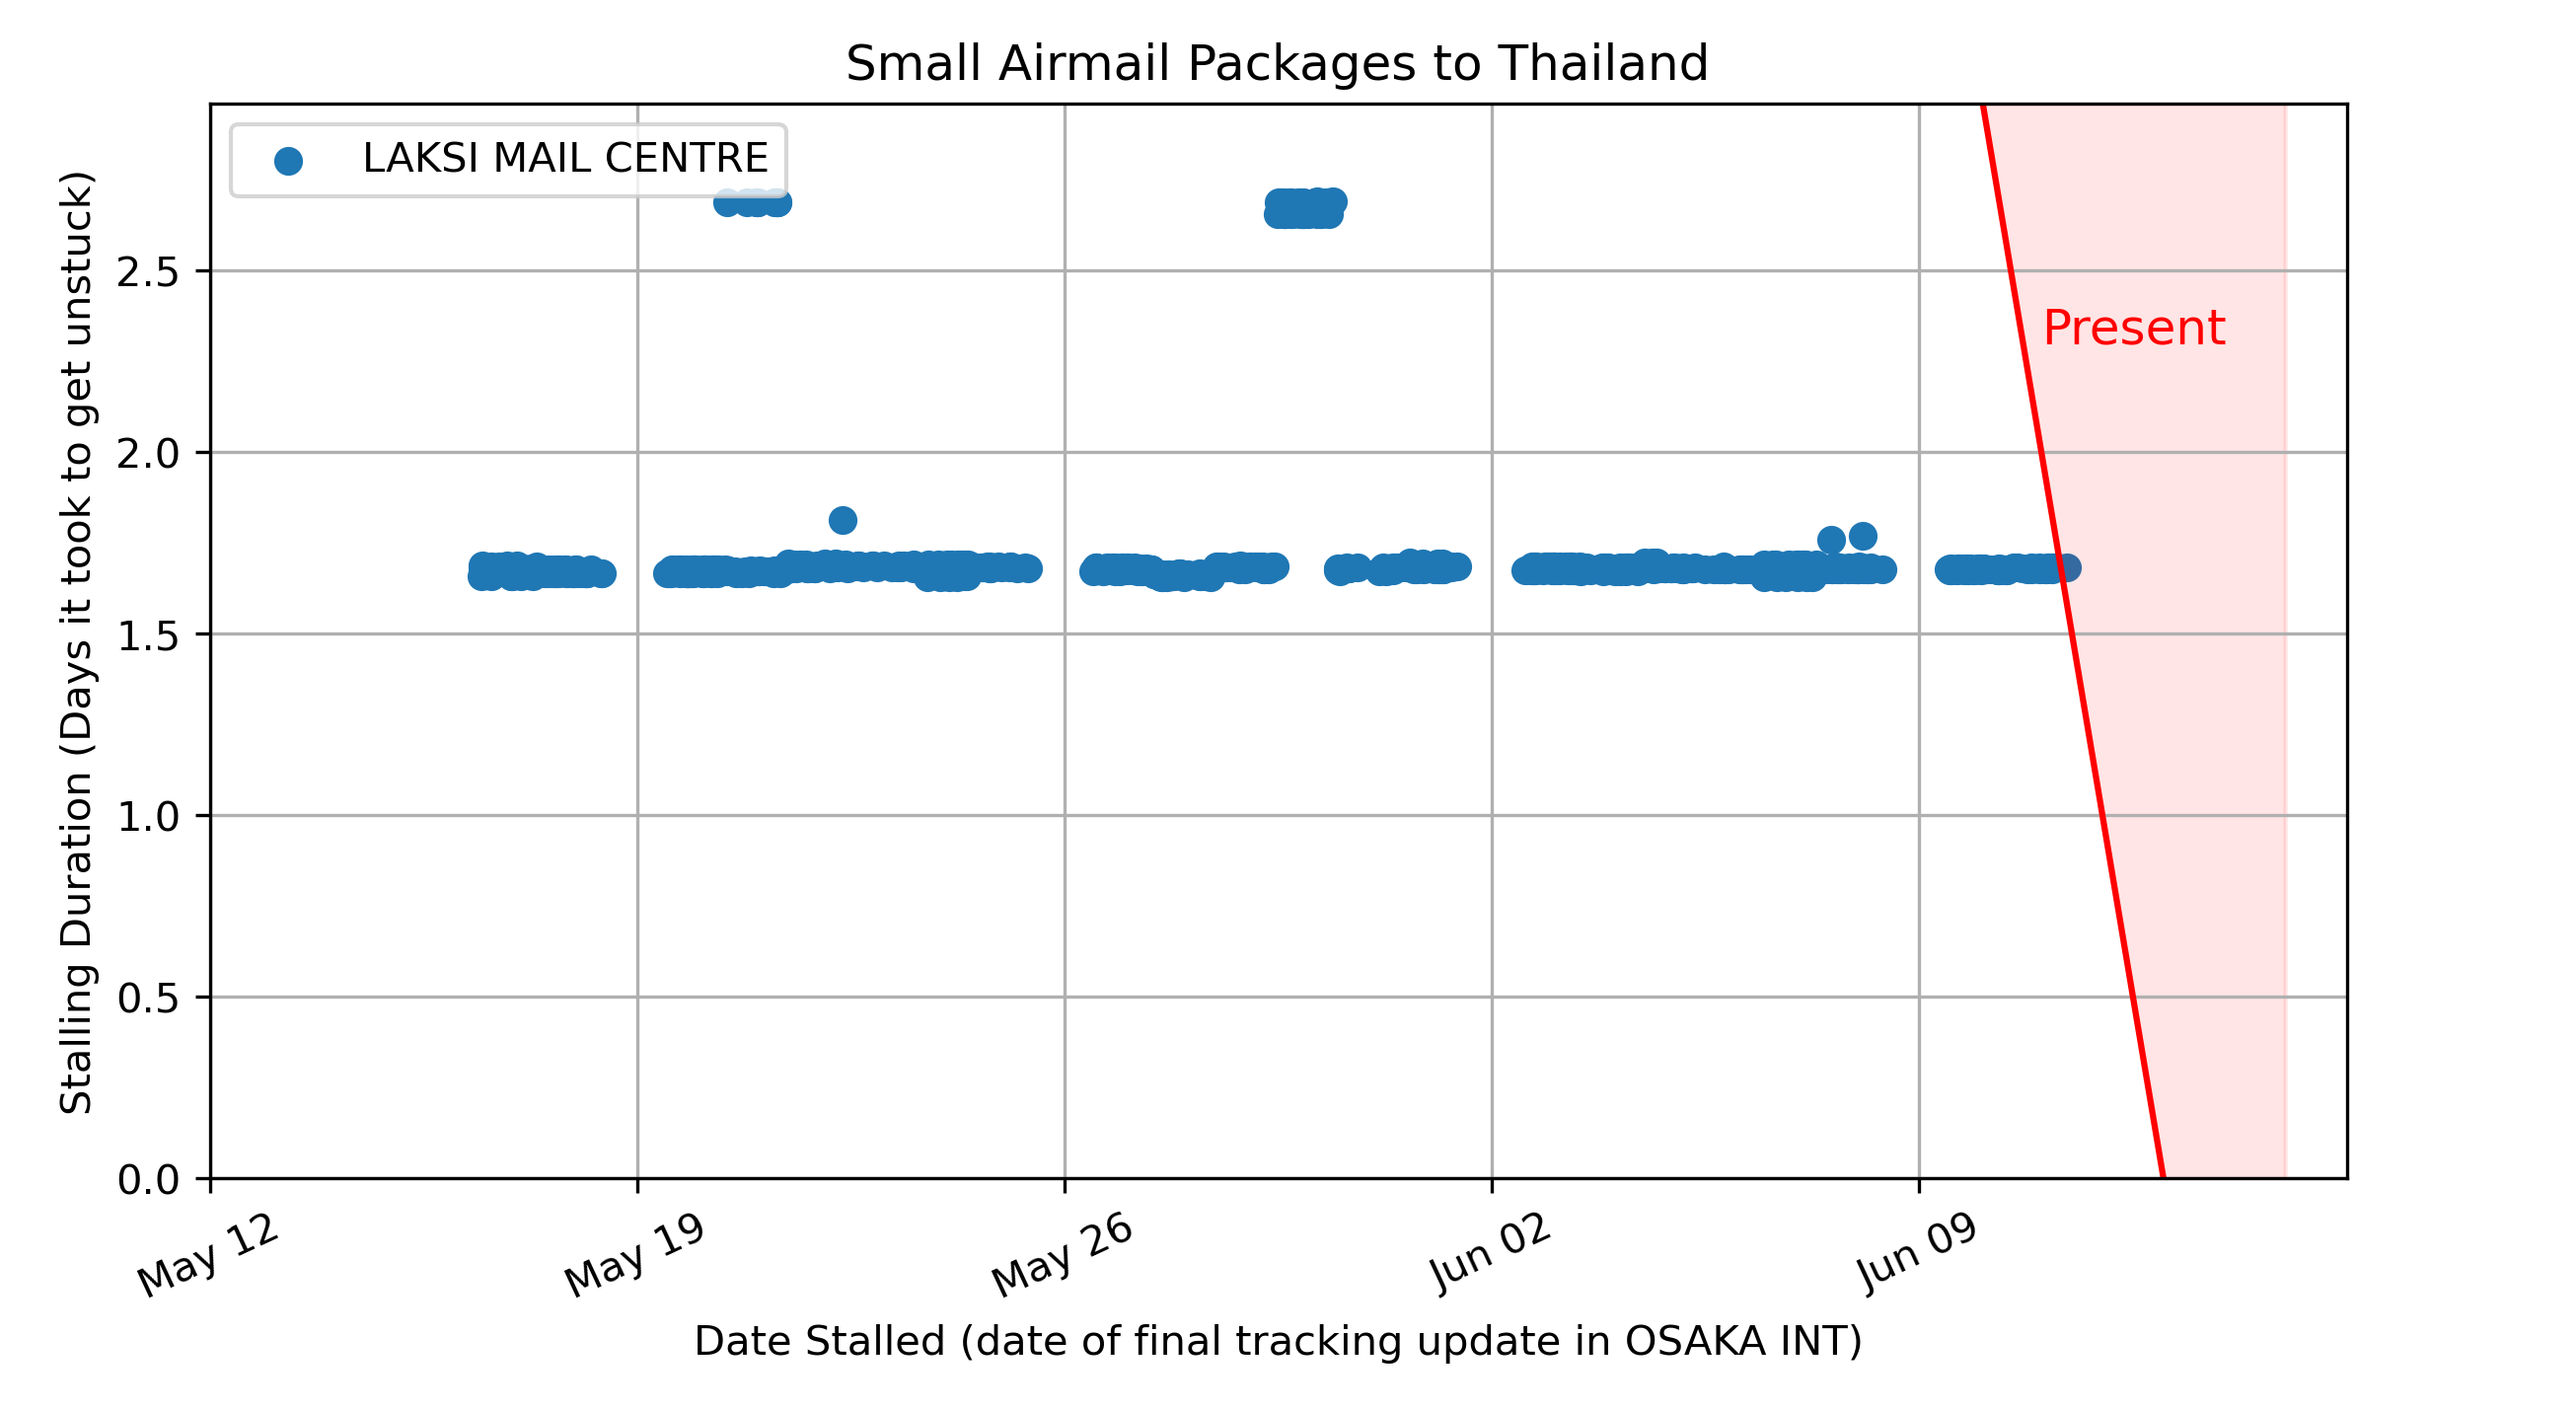 Small Airmail Packages to Thailand
LAKSI MAIL CENTRE
Present
Stalling Duration (Days it took to get unstuck)
2.5
2.0
1.5
1.0
0.5
0.0
May 12
May 19
May 26
Jun 02
Jun 09
Date Stalled (date of final tracking update in OSAKA INT)